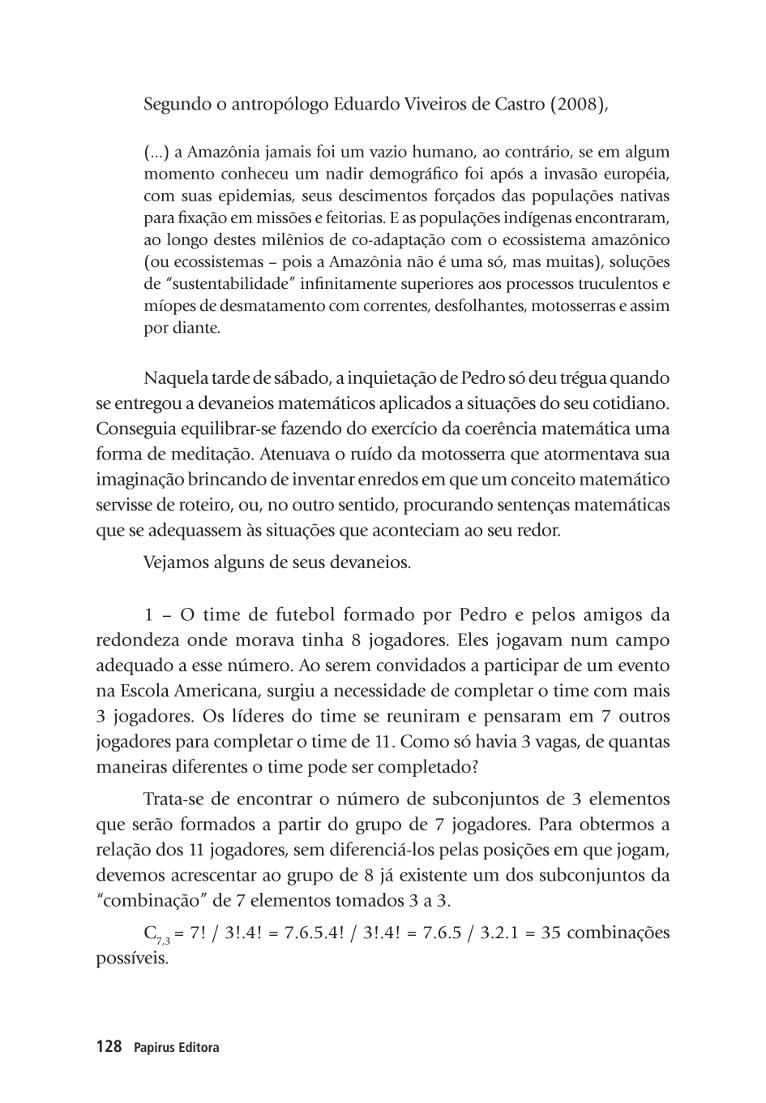 Segundo o antropólogo Eduardo Viveiros de Castro (2008),
(...) a Amazônia jamais foi um vazio humano, ao contrário, se em algum
momento conheceu um nadir demográfico foi após a invasão européia,
com suas epidemias, seus descimentos forçados das populações nativas
para fixação em missões e feitorias. E as populações indígenas encontraram,
ao longo destes milênios de co-adaptação com o ecossistema amazônico
(ou ecossistemas – pois a Amazônia não é uma só, mas muitas), soluções
de “sustentabilidade” infinitamente superiores aos processos truculentos e
míopes de desmatamento com correntes, desfolhantes, motosserras e assim
por diante.
Naquela tarde de sábado, a inquietação de Pedro só deu trégua quando
se entregou a devaneios matemáticos aplicados a situações do seu cotidiano.
Conseguia equilibrar-se fazendo do exercício da coerência matemática uma
forma de meditação. Atenuava o ruído da motosserra que atormentava sua
imaginação brincando de inventar enredos em que um conceito matemático
servisse de roteiro, ou, no outro sentido, procurando sentenças matemáticas
que se adequassem às situações que aconteciam ao seu redor.
Vejamos alguns de seus devaneios.
1 – O time de futebol formado por Pedro e pelos amigos da
redondeza onde morava tinha 8 jogadores. Eles jogavam num campo
adequado a esse número. Ao serem convidados a participar de um evento
na Escola Americana, surgiu a necessidade de completar o time com mais
3 jogadores. Os líderes do time se reuniram e pensaram em 7 outros
jogadores para completar o time de 11. Como só havia 3 vagas, de quantas
maneiras diferentes o time pode ser completado?
Trata-se de encontrar o número de subconjuntos de 3 elementos
que serão formados a partir do grupo de 7 jogadores. Para obtermos a
relação dos 11 jogadores, sem diferenciá-los pelas posições em que jogam,
devemos acrescentar ao grupo de 8 já existente um dos subconjuntos da
“combinação” de 7 elementos tomados 3 a 3.
C7,3 = 7! / 3!.4! = 7.6.5.4! / 3!.4! = 7.6.5 / 3.2.1 = 35 combinações
possíveis.
128 Papirus Editora